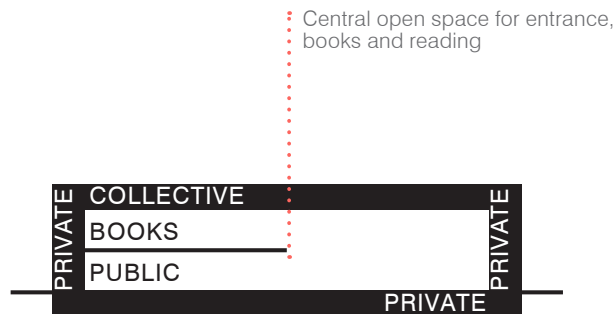 Central open space for entrance,
books and reading
PRIVATE
COLLECTIVE
BOOKS
PUBLIC
PRIVATE
PRIVATE